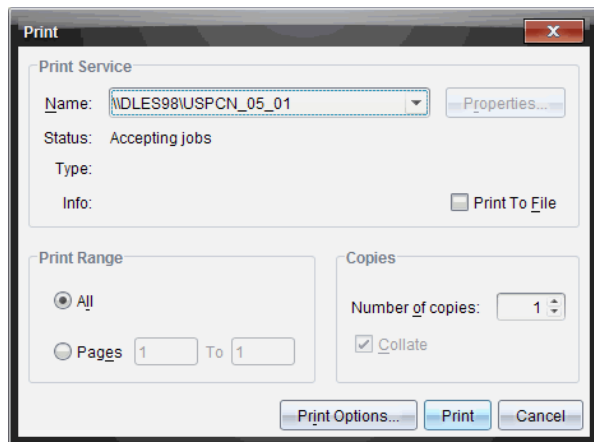 Print
x
Print Service
Name: \\DLES98\USPCN_05_01 Properties...
Status: Accepting jobs
Type:
Info: Print To File
Print Range
All
Pages 1 To 1
Copies
Number of copies: 1
Collate
Print Options... Print Cancel